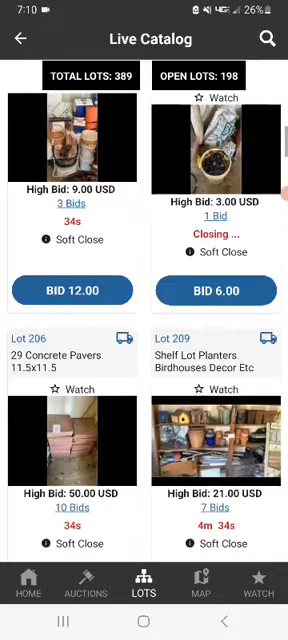 7:10
26%
Live Catalog
TOTAL LOTS: 389
OPEN LOTS: 198
Watch
High Bid: 9.00 USD
3 Bids
34s
Soft Close
BID 12.00
High Bid: 3.00 USD
1 Bid
Closing ...
Soft Close
BID 6.00
Lot 206
29 Concrete Pavers
11.5x11.5
Watch
High Bid: 50.00 USD
10 Bids
34s
Soft Close
Lot 209
Shelf Lot Planters
Birdhouses Decor Etc
Watch
High Bid: 21.00 USD
7 Bids
4m 34s
Soft Close
HOME
AUCTIONS
LOTS
MAP
WATCH